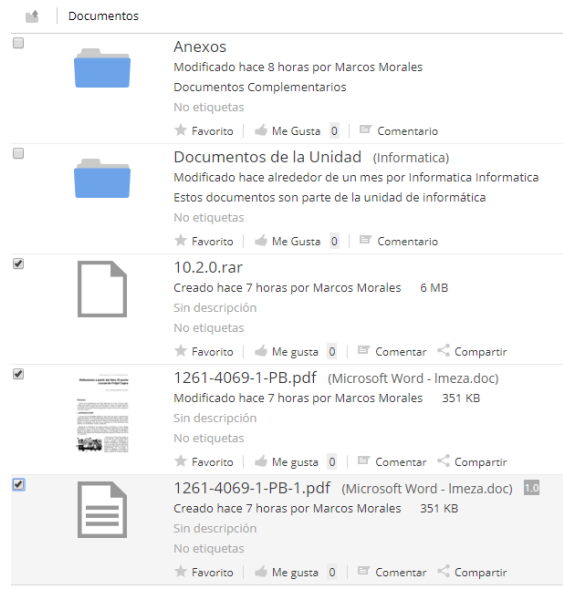 Documentos
Anexos
Modificado hace 8 horas por Marcos Morales
Documentos Complementarios
No etiquetas
Favorito Me Gusta 0 Comentario
Documentos de la Unidad (Informatica)
Modificado hace alrededor de un mes por Informatica Informatica
Estos documentos son parte de la unidad de informática
No etiquetas
Favorito Me Gusta 0 Comentario
10.2.0.rar
Creado hace 7 horas por Marcos Morales 6 MB
Sin descripción
No etiquetas
Favorito Me gusta 0 Comentar Compartir
1261-4069-1-PB.pdf (Microsoft Word - lmeza.doc)
Modificado hace 7 horas por Marcos Morales 351 KB
Sin descripción
No etiquetas
Favorito Me gusta 0 Comentar Compartir
1261-4069-1-PB-1.pdf (Microsoft Word - lmeza.doc) 1.0
Creado hace 7 horas por Marcos Morales 351 KB
Sin descripción
No etiquetas
Favorito Me gusta 0 Comentar Compartir